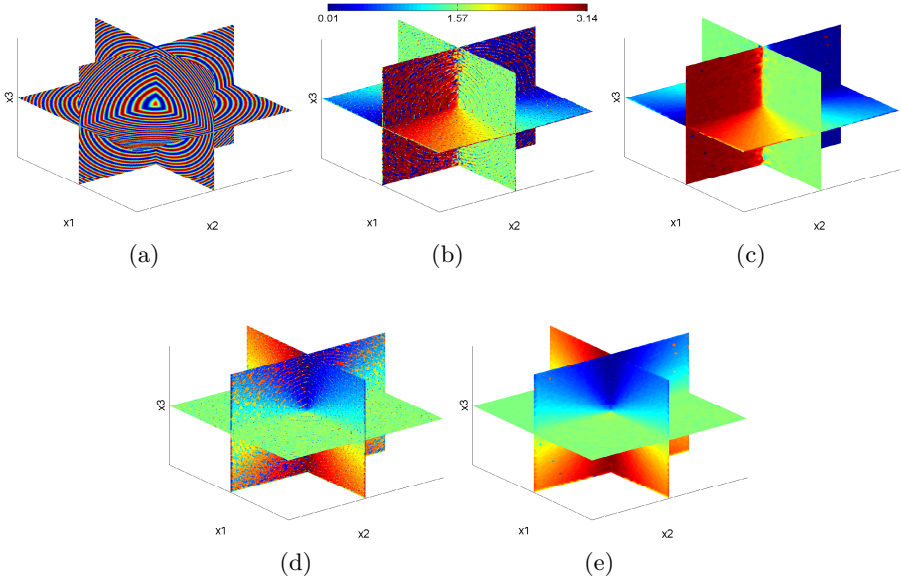 0.01 1.57 3.14
x3 x3 x3
x1 x2 x1 x2 x1 x2
(a) (b) (c)
x3 x3
x1 x2 x1 x2
(d) (e)